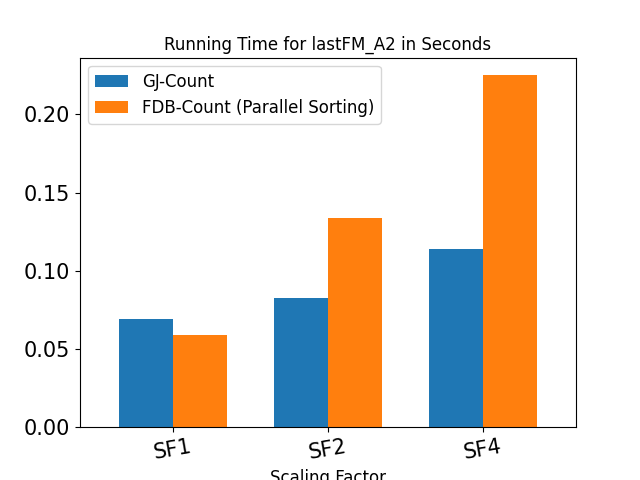 Running Time for lastFM_A2 in Seconds
GJ-Count
FDB-Count (Parallel Sorting)
0.20
0.15
0.10
0.05
0.00
SF1
SF2
SF4
Scaling Factor